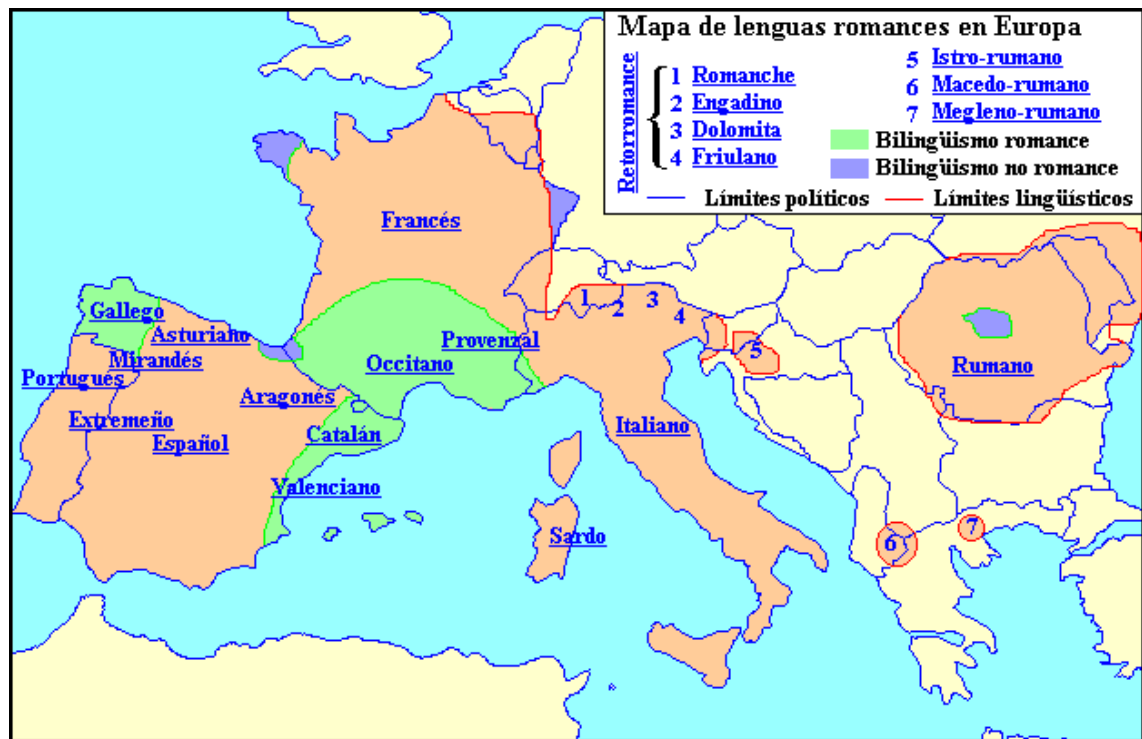 Mapa de lenguas romances en Europa
Retorromance
1 Romanche
2 Engadino
3 Dolomita
4 Friulano
5 Istro-rumano
6 Macedo-rumano
7 Megleno-rumano
Bilingüismo romance
Bilingüismo no romance
Límites políticos
Límites lingüísticos
Francés
Gallego
Asturiano
Mirandés
Portugués
Extremeño
Español
Aragonés
Catalán
Valenciano
Occitano
Provenzal
1
2
3
4
5
Italiano
Sardo
Rumano
6
7